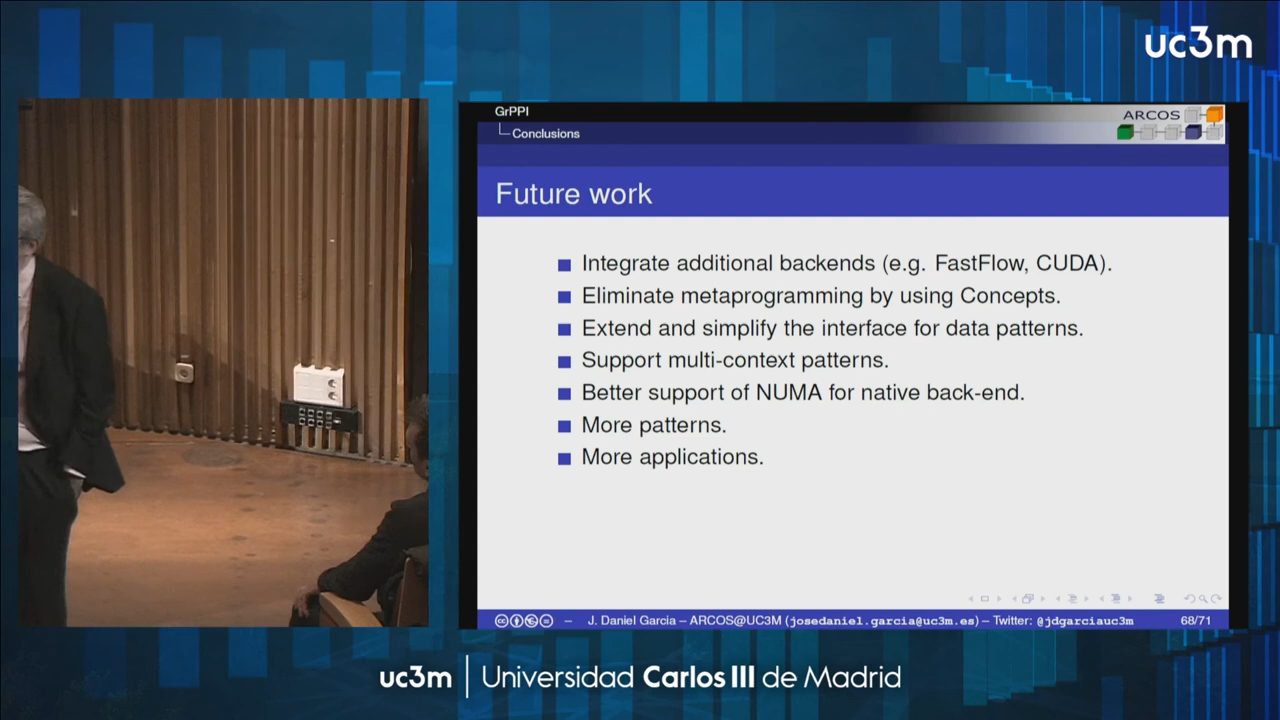 uc3m
GrPPI
Conclusions
ARCOS
Future work
Integrate additional backends (e.g. FastFlow, CUDA).
Eliminate metaprogramming by using Concepts.
Extend and simplify the interface for data patterns.
Support multi-context patterns.
Better support of NUMA for native back-end.
More patterns.
More applications.
– J. Daniel Garcia – ARCOS@UC3M (josedaniel.garcia@uc3m.es) – Twitter: @jdgarciauc3m 68/71
uc3m | Universidad Carlos III de Madrid